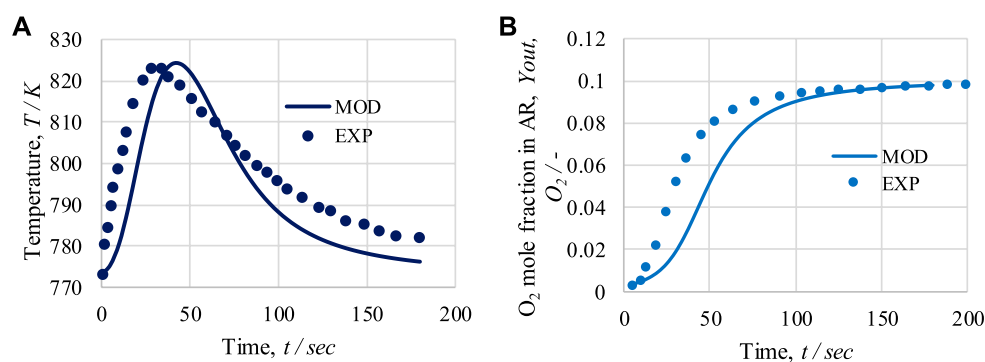 A
830
820
810
800
790
780
770
Temperature, T / K
MOD
EXP
0
50
100
150
200
Time, t / sec
B
O2 mole fraction in AR, Yout,
O2 / -
0.12
0.1
0.08
0.06
0.04
0.02
0
MOD
EXP
0
50
100
150
200
Time, t / sec